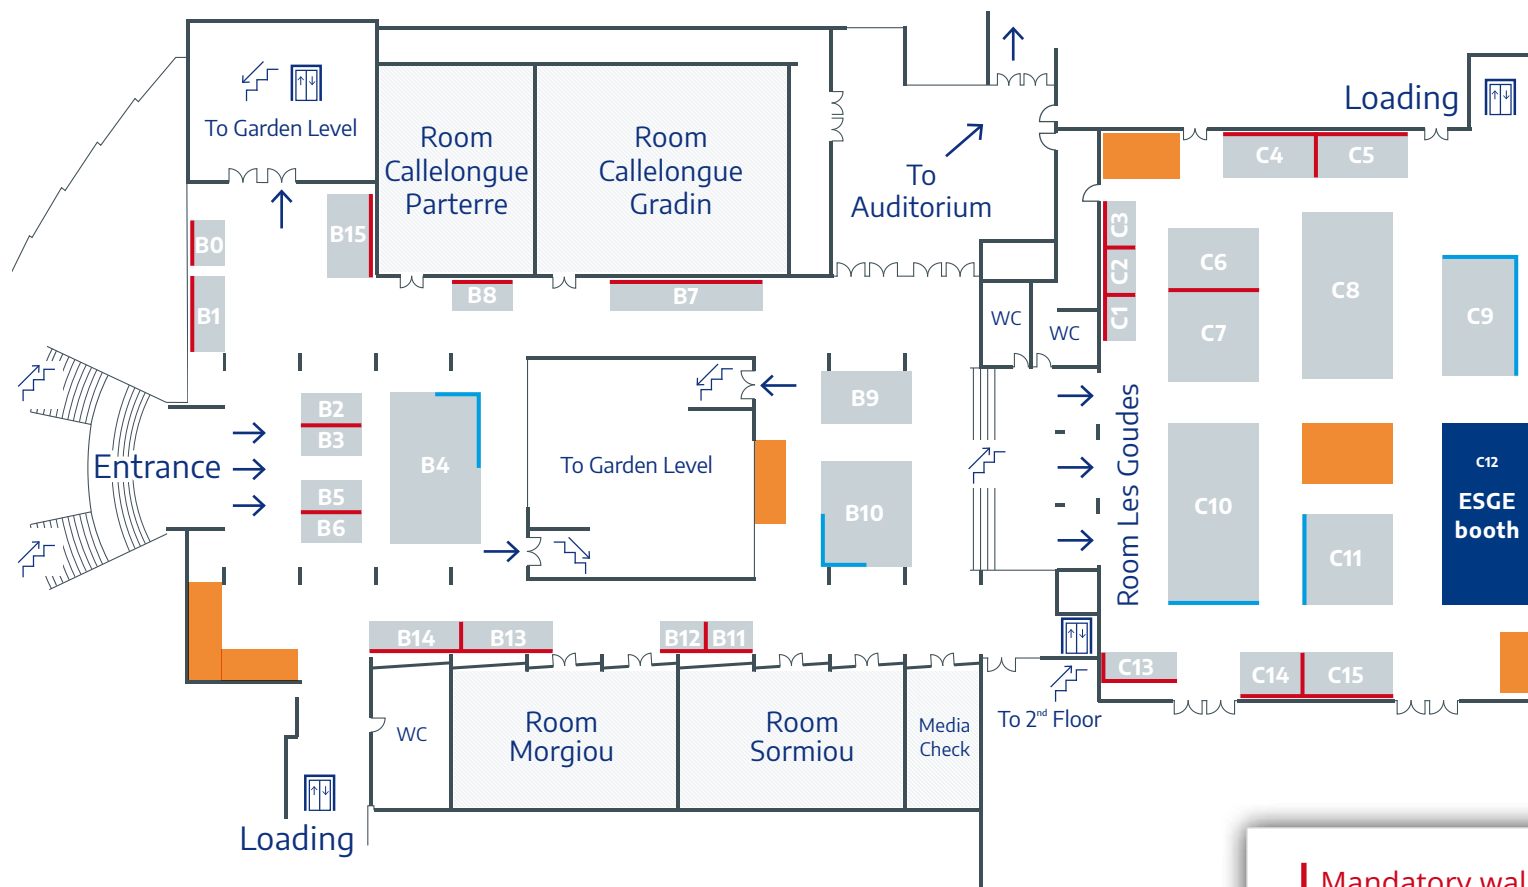 Loading
To Garden Level
Room
Callelongue
Parterre
Room
Callelongue
Gradin
To
Auditorium
C4
C5
C3
C2
C1
C6
C7
C8
C9
B0
B15
B1
B8
B7
WC
WC
B2
B3
B4
B5
B6
Entrance
To Garden Level
B9
B10
Room Les Goudes
C10
C11
C12
ESGE
booth
B14
B13
B12
B11
C13
C14
C15
WC
Room
Morgiou
Room
Sormiou
Media
Check
To 2nd Floor
Loading
Mandatory wal